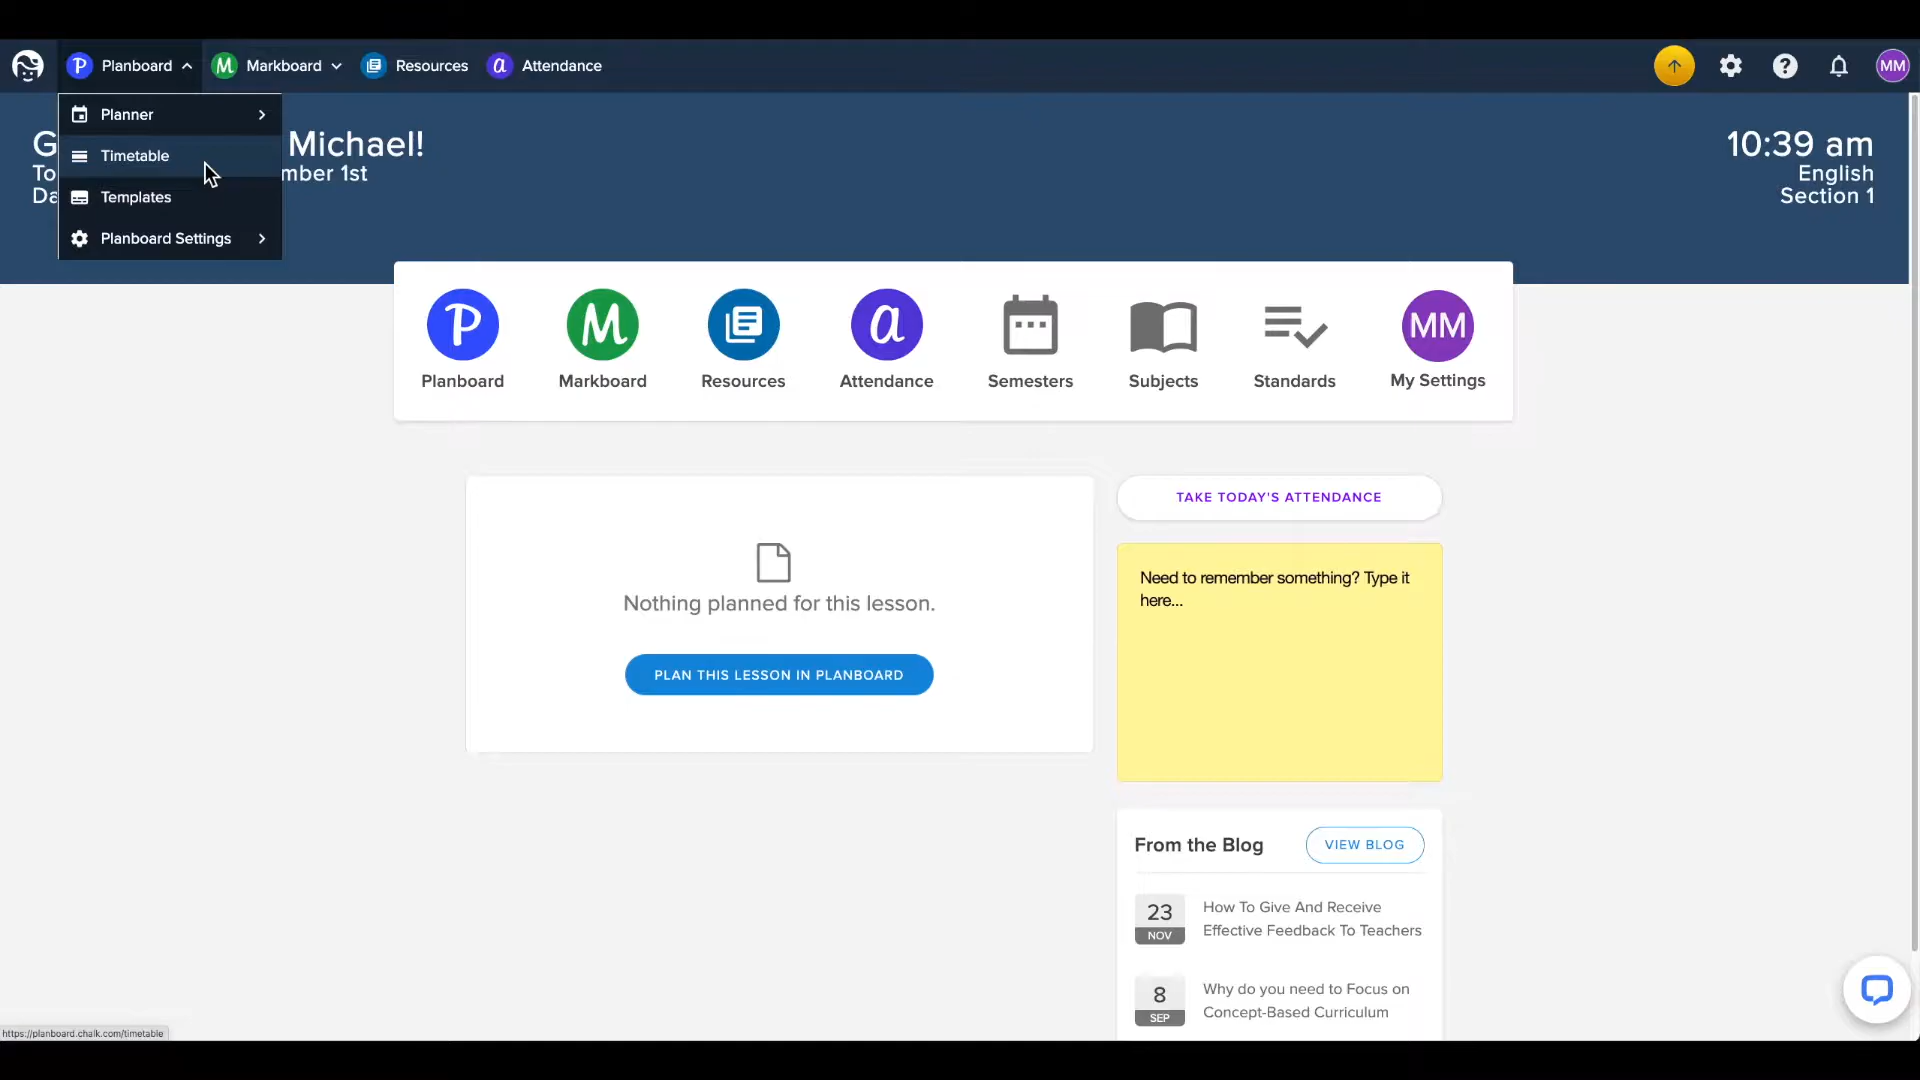 P Planboard M Markboard Resources a Attendance ? MM
Planner
Timetable
Templates
Planboard Settings
G Michael!
To mber 1st
Da
10:39 am
English
Section 1
P M a MM
Planboard Markboard Resources Attendance Semesters Subjects Standards My Settings
Nothing planned for this lesson.
PLAN THIS LESSON IN PLANBOARD
TAKE TODAY'S ATTENDANCE
Need to remember something? Type it
here...
From the Blog VIEW BLOG
23
NOV
How To Give And Receive
Effective Feedback To Teachers
8
SEP
Why do you need to Focus on
Concept-Based Curriculum
https://planboard.chalk.com/timetable